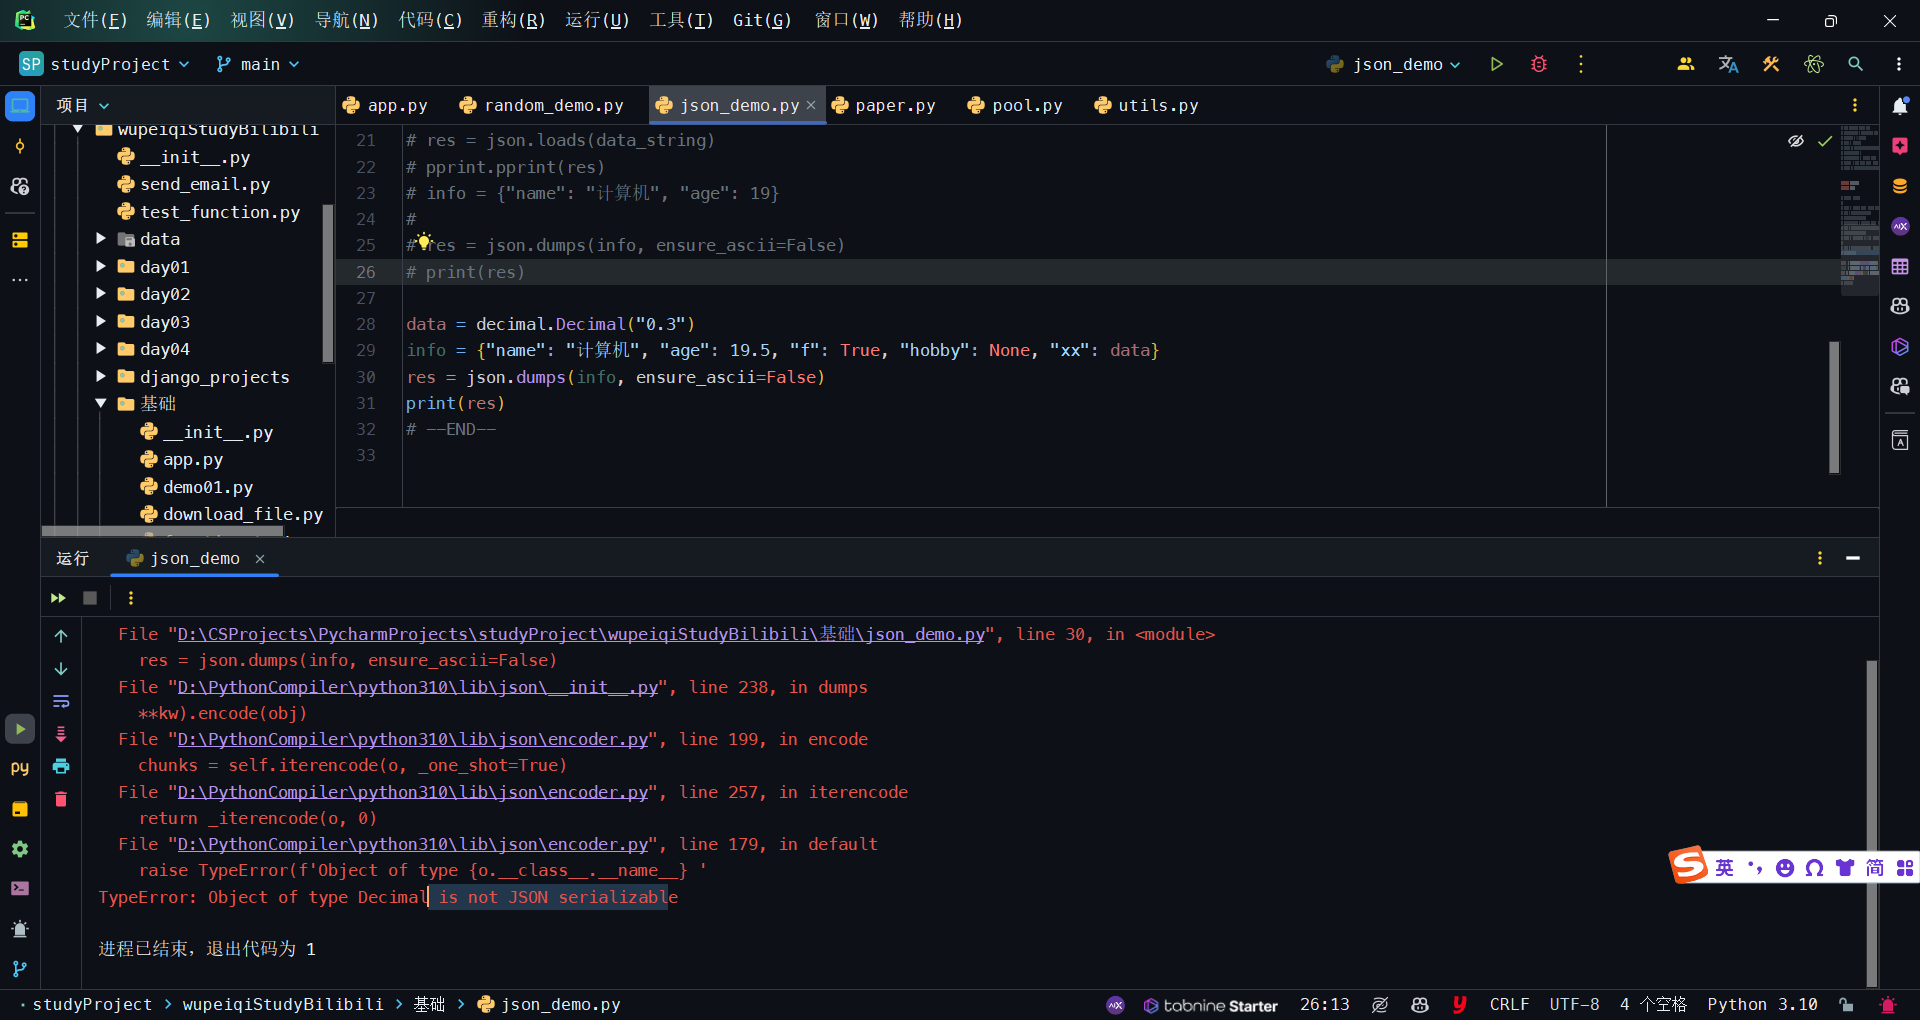 文件(F) 编辑(E) 视图(V) 导航(N) 代码(C) 重构(R) 运行(U) 工具(T) Git(G) 窗口(W) 帮助(H)
SP studyProject main json_demo
项目
app.py random_demo.py json_demo.py paper.py pool.py utils.py
wupeiqiStudyBilibili
__init__.py
send_email.py
test_function.py
data
day01
day02
day03
day04
django_projects
基础
__init__.py
app.py
demo01.py
download_file.py
21 # res = json.loads(data_string)
22 # pprint.pprint(res)
23 # info = {"name": "计算机", "age": 19}
24 #
25 # res = json.dumps(info, ensure_ascii=False)
26 # print(res)
27
28 data = decimal.Decimal("0.3")
29 info = {"name": "计算机", "age": 19.5, "f": True, "hobby": None, "xx": data}
30 res = json.dumps(info, ensure_ascii=False)
31 print(res)
32 # --END--
33
运行 json_demo
File "D:\CSProjects\PycharmProjects\studyProject\wupeiqiStudyBilibili\基础\json_demo.py", line 30, in <module>
res = json.dumps(info, ensure_ascii=False)
File "D:\PythonCompiler\python310\lib\json\__init__.py", line 238, in dumps
**kw).encode(obj)
File "D:\PythonCompiler\python310\lib\json\encoder.py", line 199, in encode
chunks = self.iterencode(o, _one_shot=True)
File "D:\PythonCompiler\python310\lib\json\encoder.py", line 257, in iterencode
return _iterencode(o, 0)
File "D:\PythonCompiler\python310\lib\json\encoder.py", line 179, in default
raise TypeError(f'Object of type {o.__class__.__name__} '
TypeError: Object of type Decimal is not JSON serializable
进程已结束，退出代码为 1
英 简
studyProject > wupeiqiStudyBilibili > 基础 > json_demo.py tabnine Starter 26:13 CRLF UTF-8 4 个空格 Python 3.10